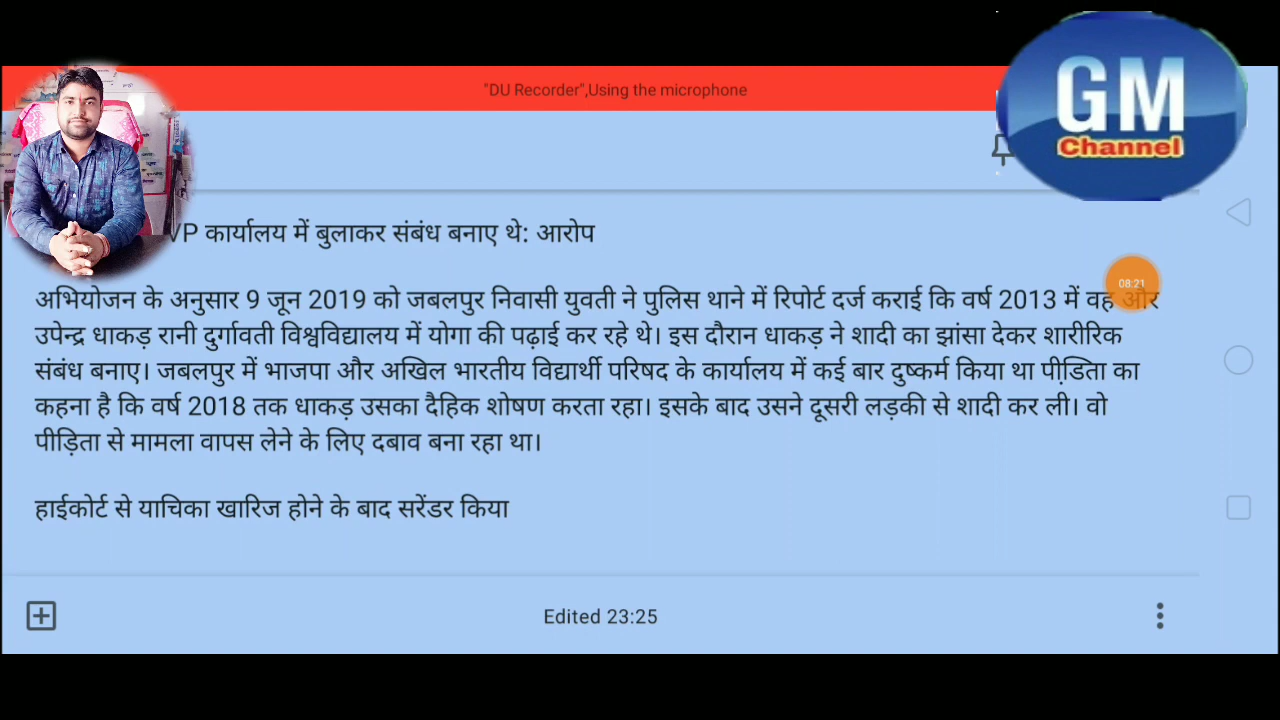 "DU Recorder",Using the microphone
GM
Channel
VP कार्यालय में बुलाकर संबंध बनाए थे: आरोप
08:21
अभियोजन के अनुसार 9 जून 2019 को जबलपुर निवासी युवती ने पुलिस थाने में रिपोर्ट दर्ज कराई कि वर्ष 2013 में वह और
उपेन्द्र धाकड़ रानी दुर्गावती विश्वविद्यालय में योगा की पढ़ाई कर रहे थे। इस दौरान धाकड़ ने शादी का झांसा देकर शारीरिक
संबंध बनाए। जबलपुर में भाजपा और अखिल भारतीय विद्यार्थी परिषद के कार्यालय में कई बार दुष्कर्म किया था पीडि़ता का
कहना है कि वर्ष 2018 तक धाकड़ उसका दैहिक शोषण करता रहा। इसके बाद उसने दूसरी लड़की से शादी कर ली। वो
पीड़िता से मामला वापस लेने के लिए दबाव बना रहा था।
हाईकोर्ट से याचिका खारिज होने के बाद सरेंडर किया
Edited 23:25